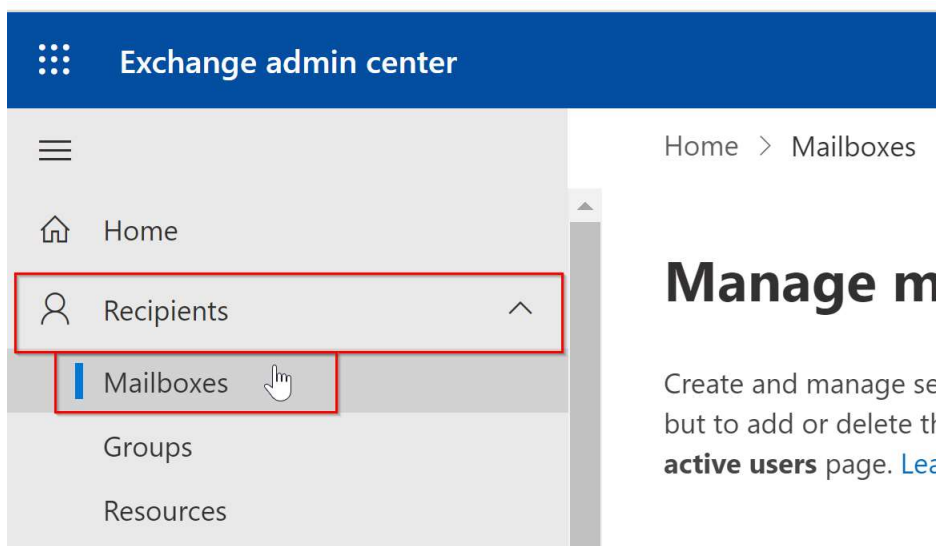 Exchange admin center
Home > Mailboxes
Home
Recipients
Mailboxes
Groups
Resources
Manage m
Create and manage se
but to add or delete th
active users page. Lea